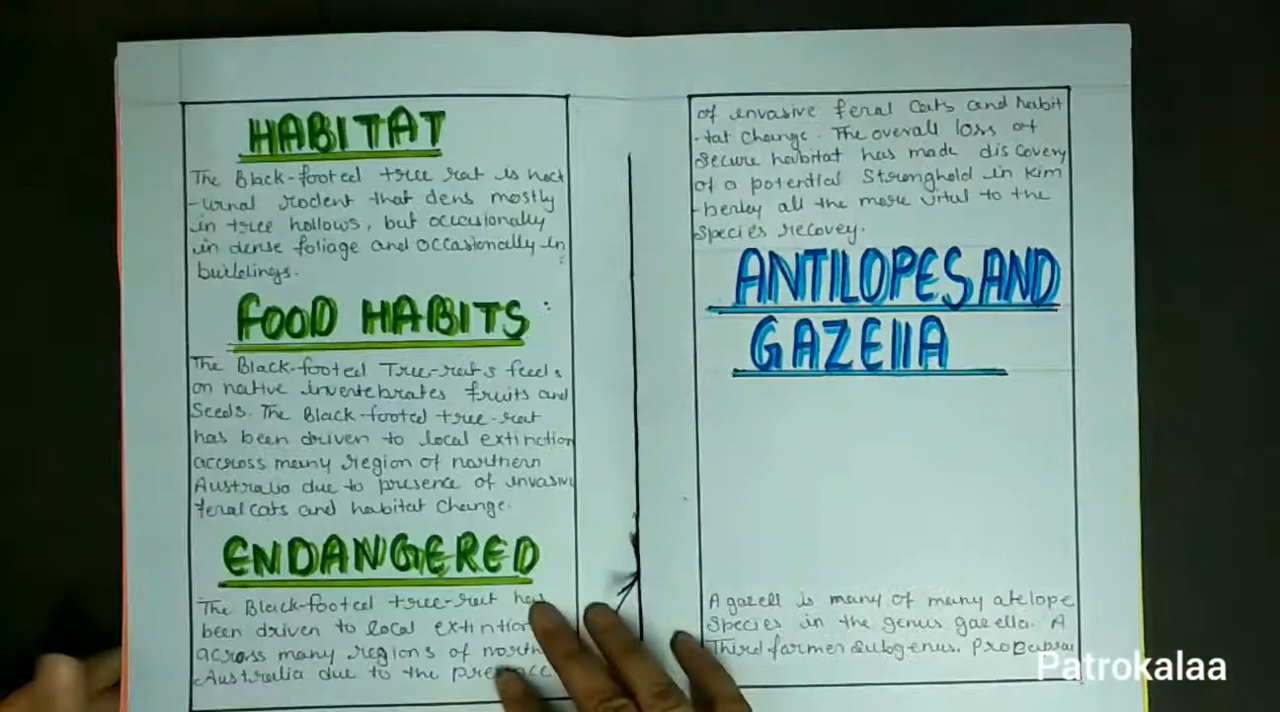 HABITAT
The Black-footed tree rat is noct
-urnal rodent that dens mostly
in tree hollows, but occusionally
in dense foliage and occasionally in
buildings.
FOOD HABITS
The Black-footed Tree-rats feeds
on native invertebrates fruits and
Seeds. The Black-footed tree-rat
has been driven to local extinction
accross many region of northern
Australia due to presence of invasive
feral cats and habitat change.
ENDANGERED
The Black-footed tree-rat has
been driven to local extintion
across many regions of north
Australia due to the presence
of invasive feral cats and habit
-tat change. The overall loss of
secure habitat has made discovery
of a potential Stronghold in Kim
-berley all the more vital to the
Species recovey.
ANTILOPES AND
GAZEllA
A gazell is many of many atelope
Species in the genus gazella. A
Third farmer subgenus,
Patrokalaa